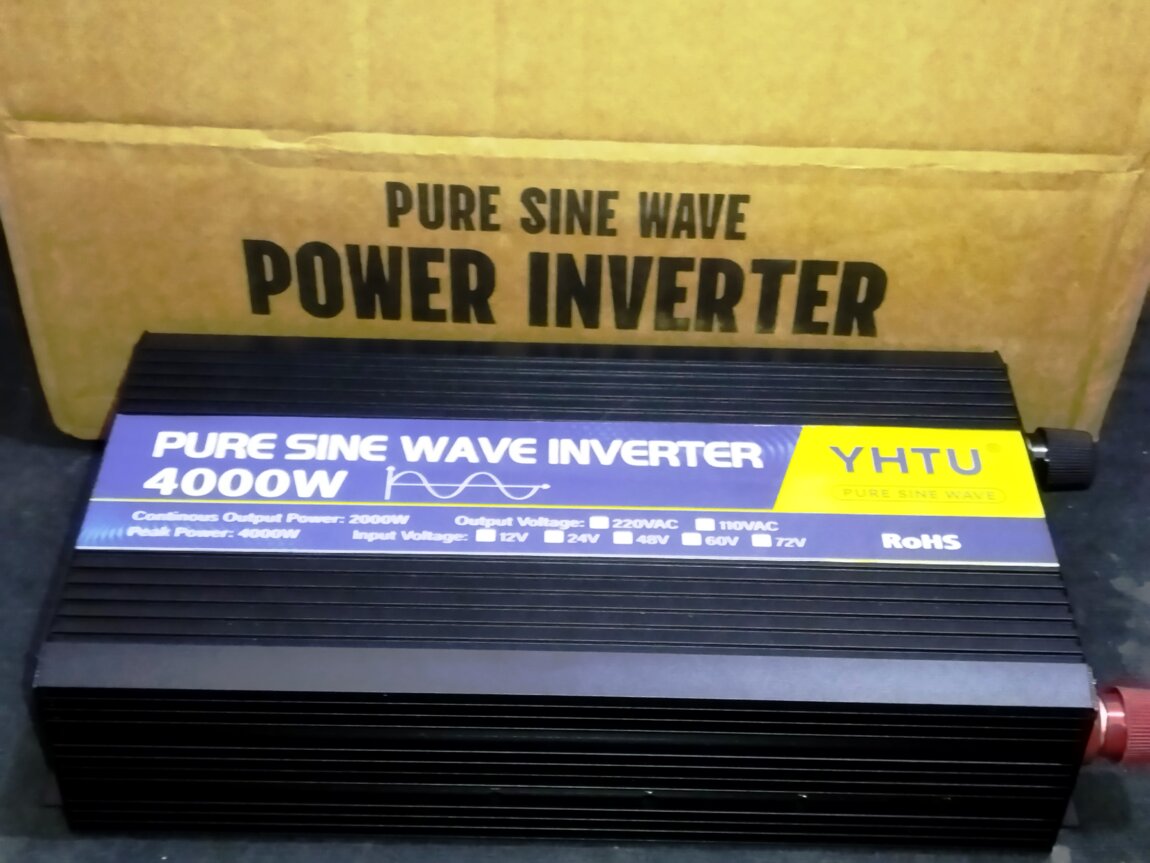 PURE SINE WAVE
POWER INVERTER
PURE SINE WAVE INVERTER
4000W
YHTU
PURE SINE WAVE
Continous Output Power: 2000W
Output Voltage: 220VAC 110VAC
Peak Power: 4000W
Input Voltage: 12V 24V 48V 60V 72V
RoHS